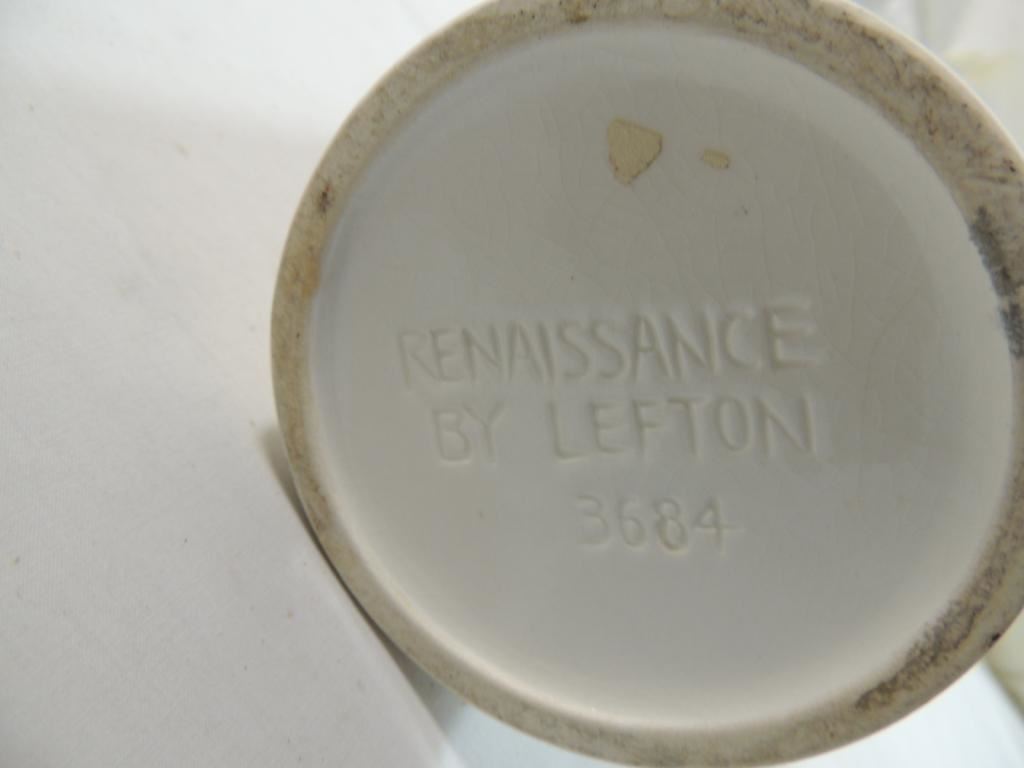 RENAISSANCE
BY LEFTON
3684